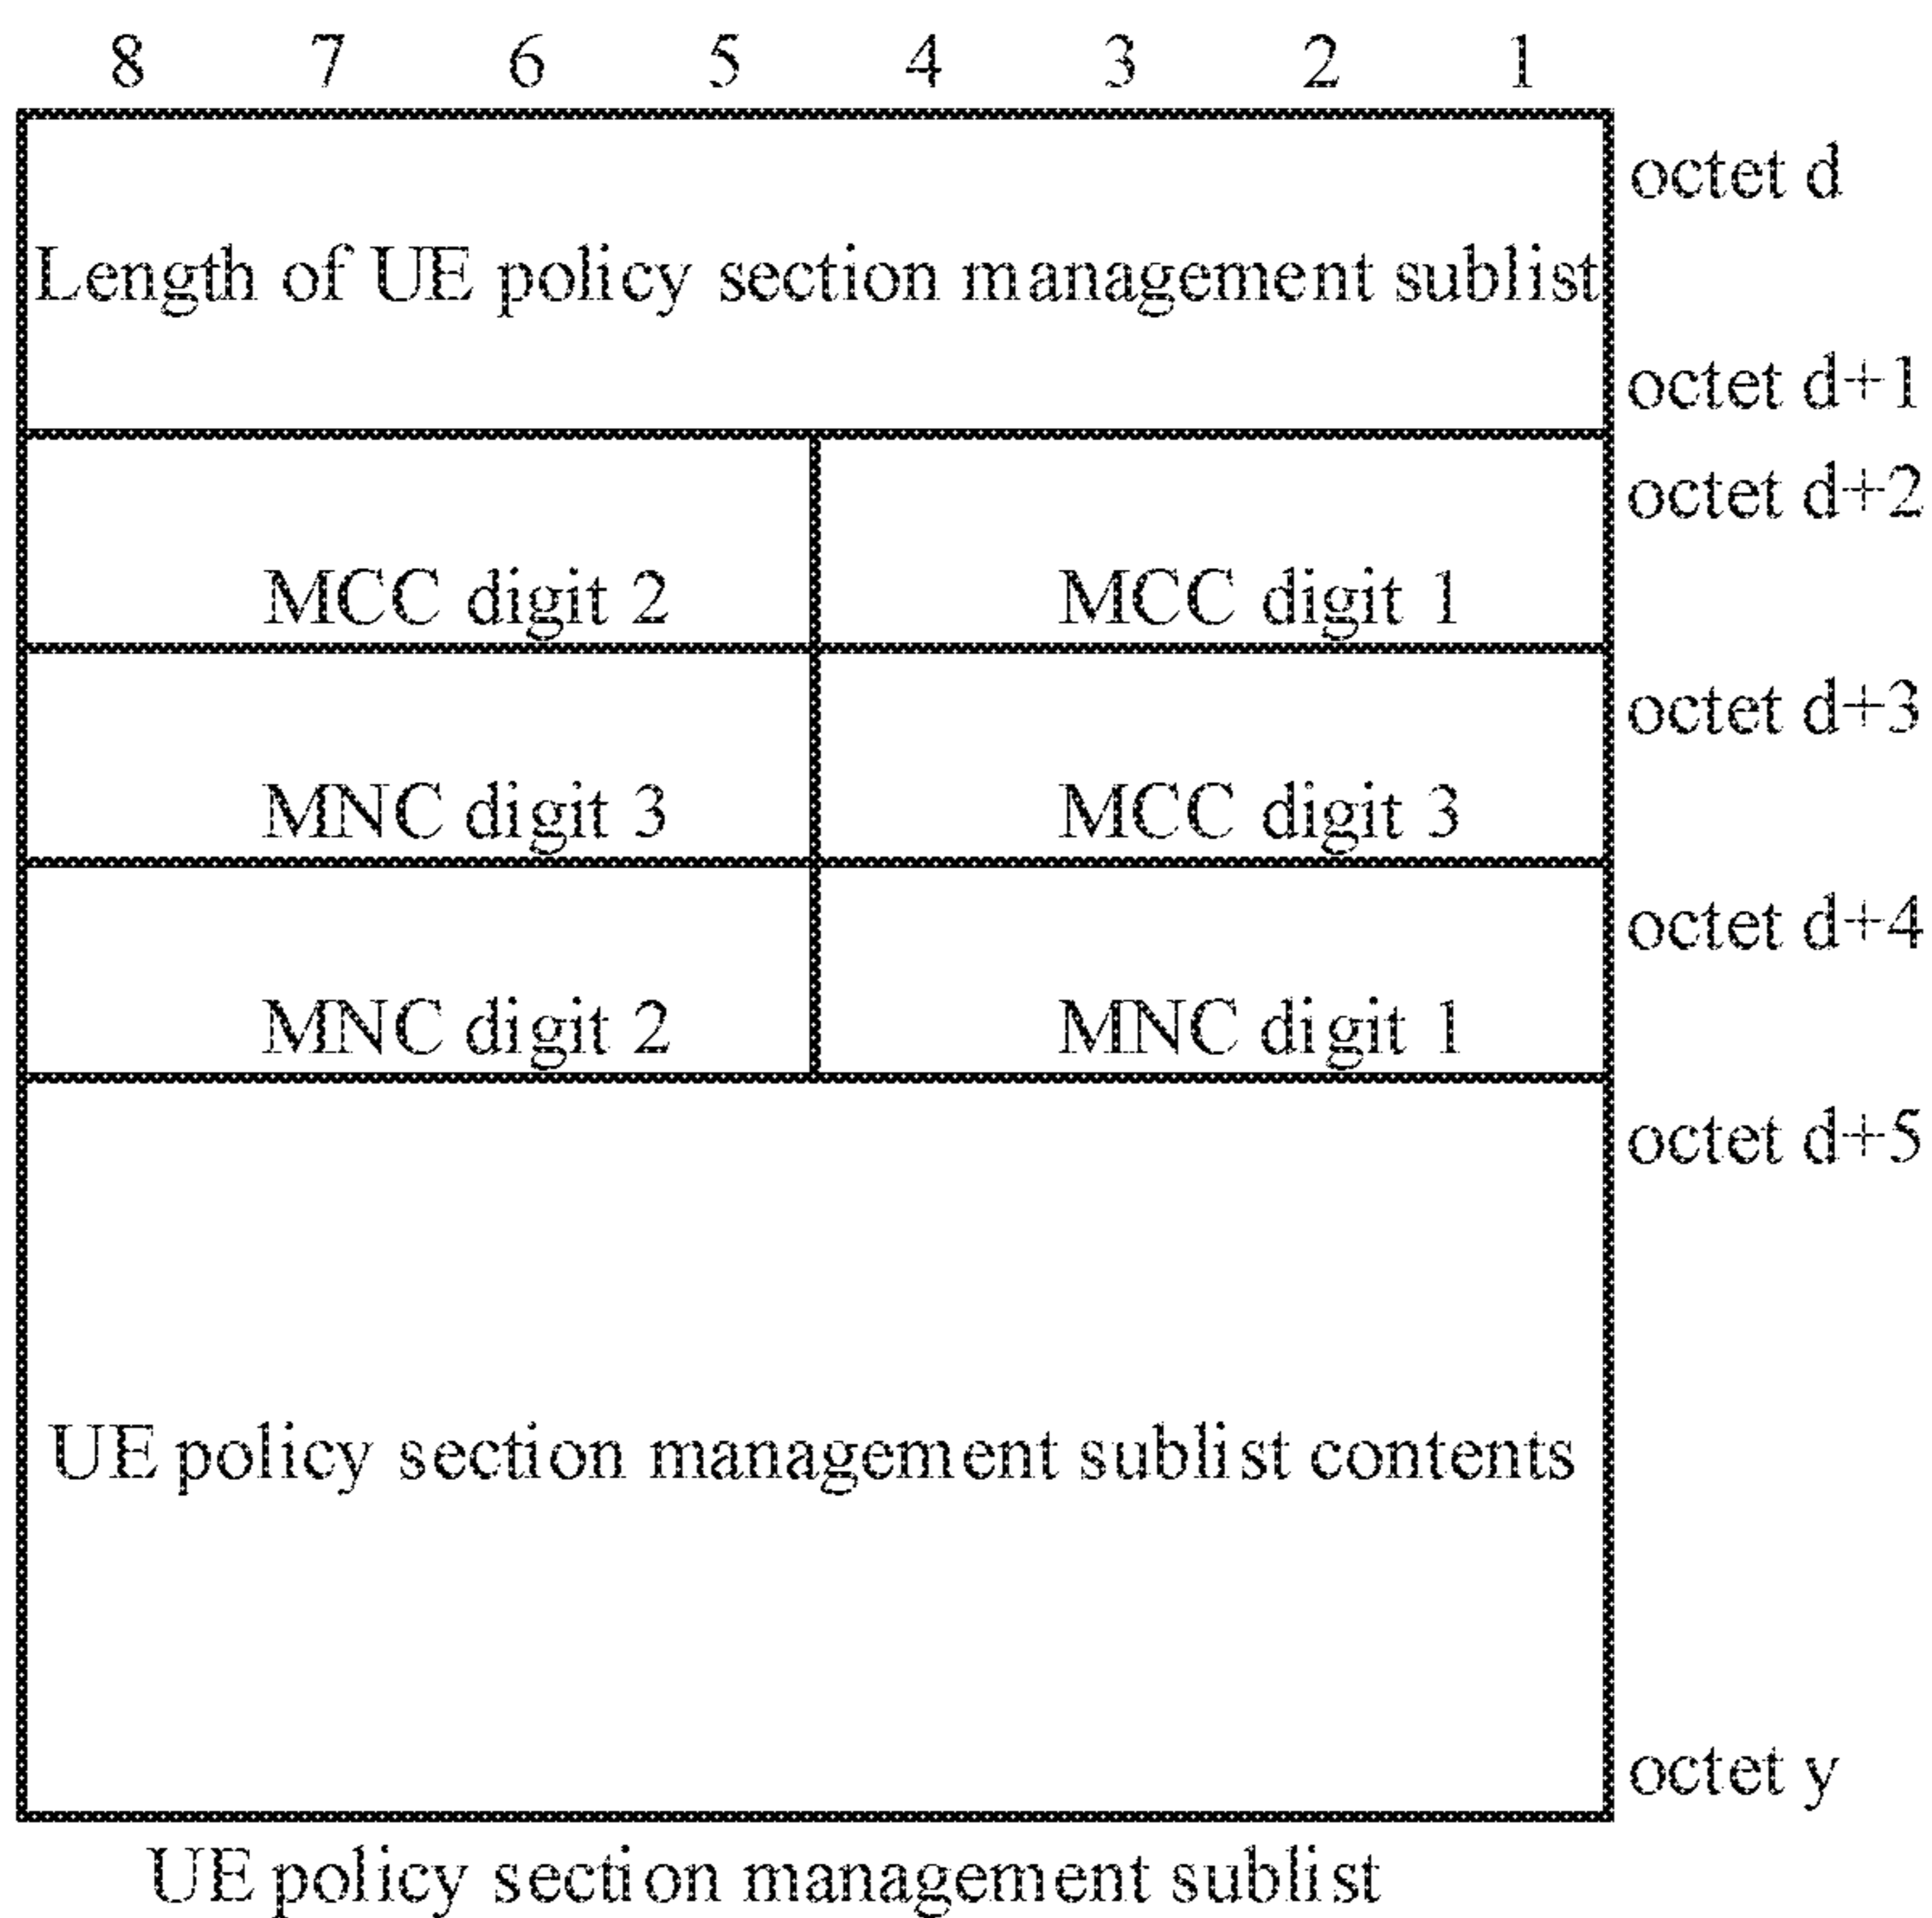 8 7 6 5 4 3 2 1
octet d
Length of UE policy section management sublist
octet d+1
octet d+2
MCC digit 2 MCC digit 1
octet d+3
MNC digit 3 MCC digit 3
octet d+4
MNC digit 2 MNC digit 1
octet d+5
UE policy section management sublist contents
octet y
UE policy section management sublist